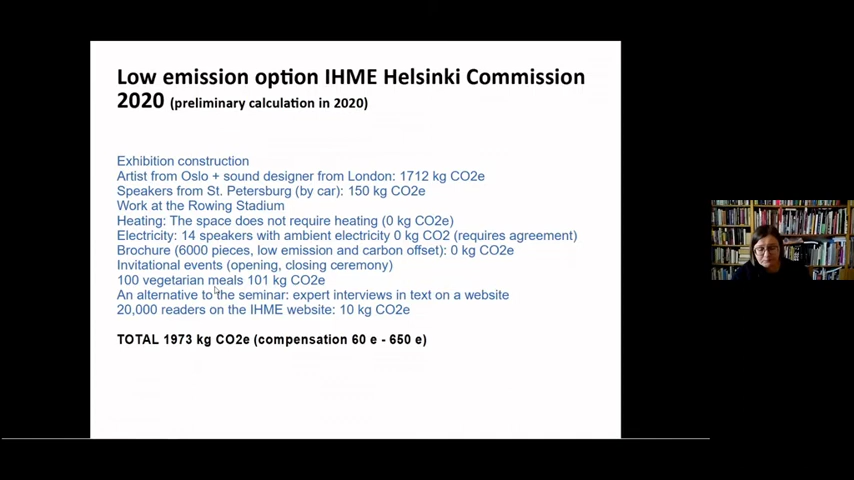 Low emission option IHME Helsinki Commission
2020 (preliminary calculation in 2020)
Exhibition construction
Artist from Oslo + sound designer from London: 1712 kg CO2e
Speakers from St. Petersburg (by car): 150 kg CO2e
Work at the Rowing Stadium
Heating: The space does not require heating (0 kg CO2e)
Electricity: 14 speakers with ambient electricity 0 kg CO2 (requires agreement)
Brochure (6000 pieces, low emission and carbon offset): 0 kg CO2e
Invitational events (opening, closing ceremony)
100 vegetarian meals 101 kg CO2e
An alternative to the seminar: expert interviews in text on a website
20,000 readers on the IHME website: 10 kg CO2e
TOTAL 1973 kg CO2e (compensation 60 e - 650 e)